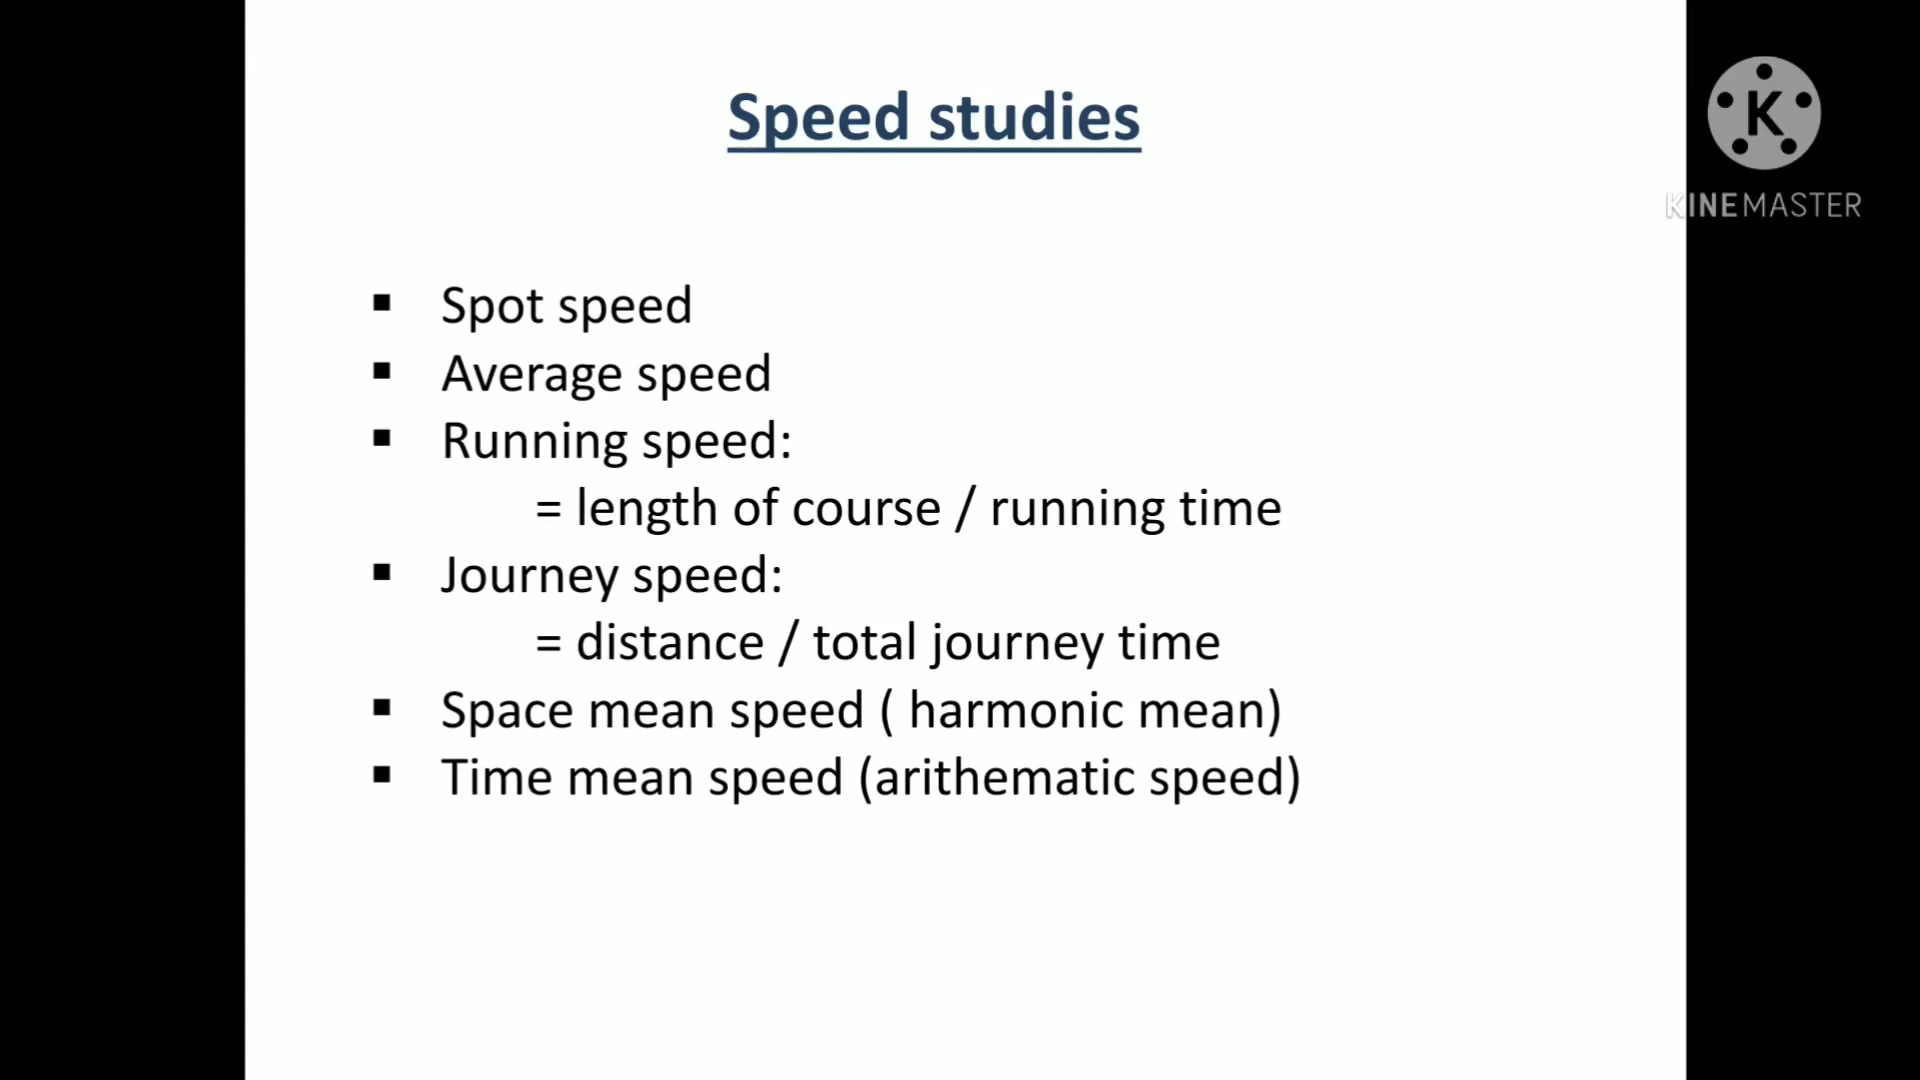 Speed studies
K
KINEMASTER
▪ Spot speed
▪ Average speed
▪ Running speed:
= length of course / running time
▪ Journey speed:
= distance / total journey time
▪ Space mean speed ( harmonic mean)
▪ Time mean speed (arithematic speed)